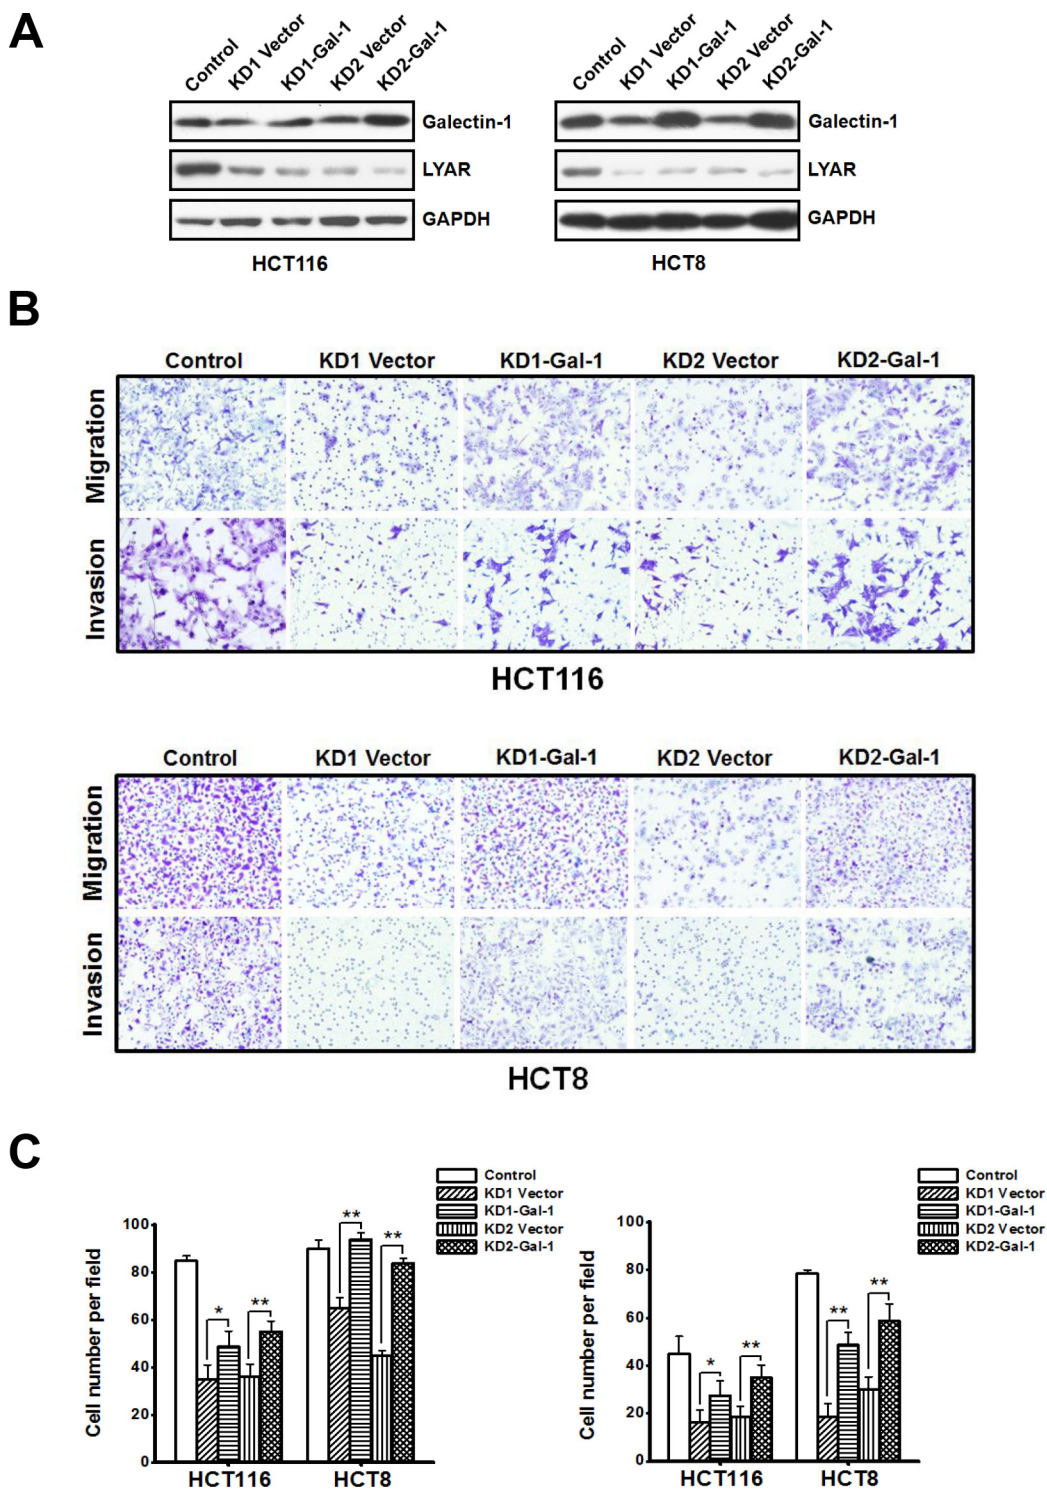 A
Control
KD1 Vector
KD1-Gal-1
KD2 Vector
KD2-Gal-1
Galectin-1
LYAR
GAPDH
HCT116
Control
KD1 Vector
KD1-Gal-1
KD2 Vector
KD2-Gal-1
Galectin-1
LYAR
GAPDH
HCT8
B
Control KD1 Vector KD1-Gal-1 KD2 Vector KD2-Gal-1
Migration
Invasion
HCT116
Control KD1 Vector KD1-Gal-1 KD2 Vector KD2-Gal-1
Migration
Invasion
HCT8
C
Control
KD1 Vector
KD1-Gal-1
KD2 Vector
KD2-Gal-1
Cell number per field
100
80
60
40
20
0
*
**
**
**
HCT116 HCT8
Control
KD1 Vector
KD1-Gal-1
KD2 Vector
KD2-Gal-1
Cell number per field
100
80
60
40
20
0
*
**
**
**
HCT116 HCT8